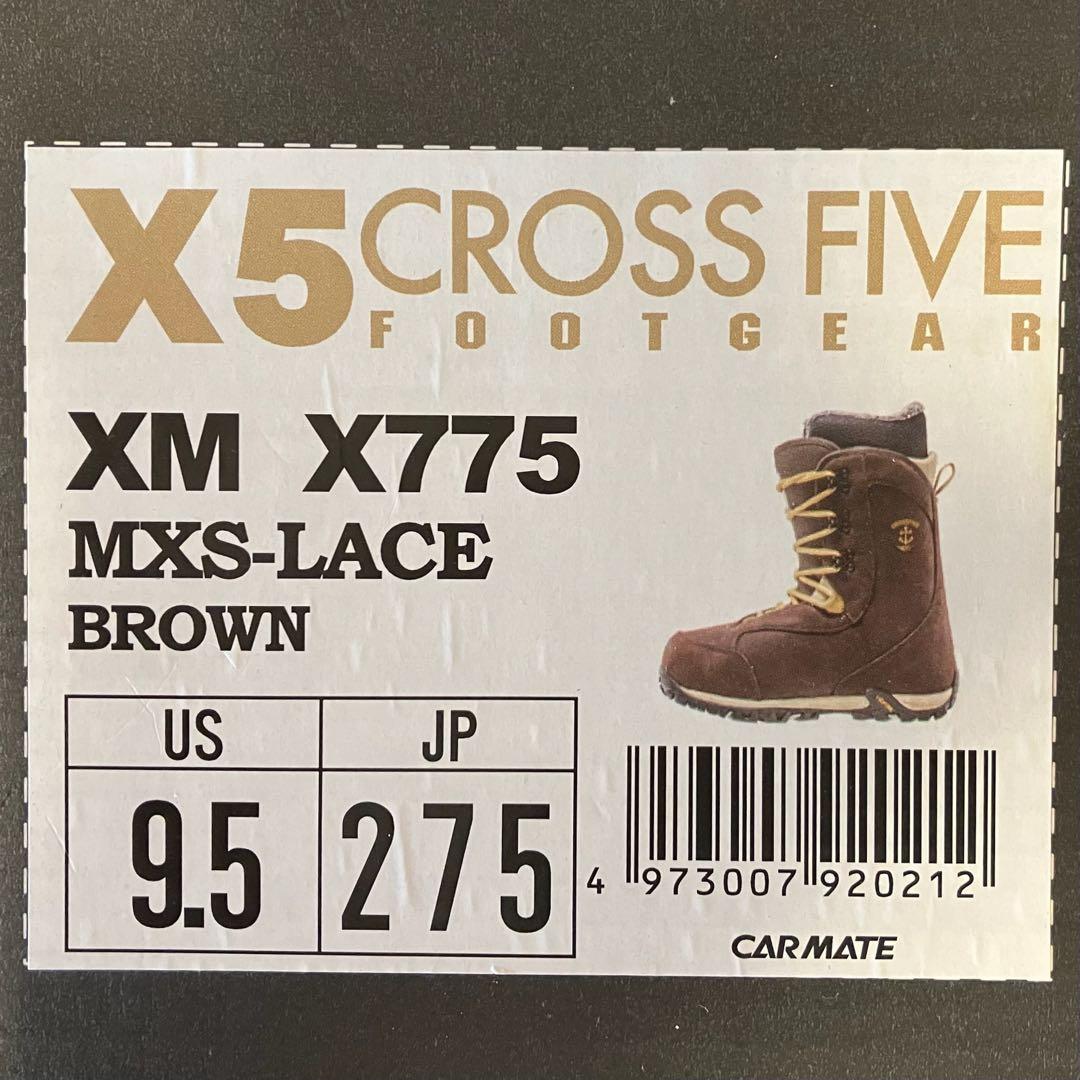 X5 CROSS FIVE
FOOTGEAR
XM X775
MXS-LACE
BROWN
US JP
9.5 275
4 973007 920212
CARMATE